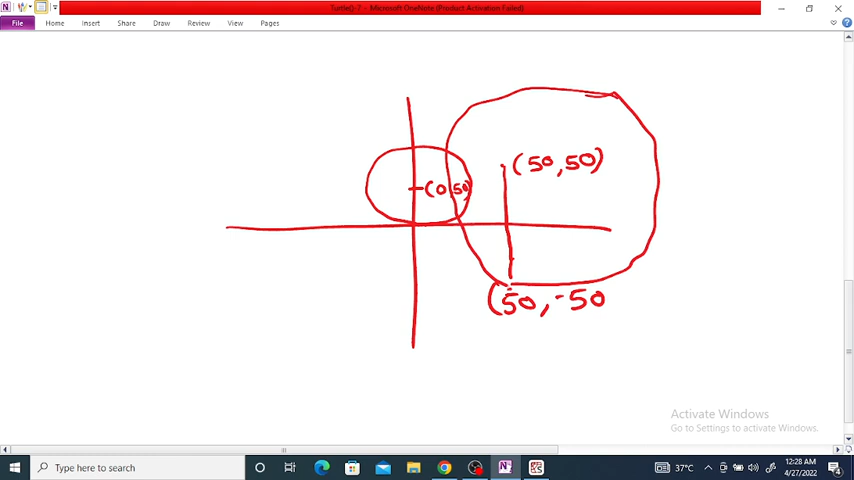 Turtle()-7 - Microsoft OneNote (Product Activation Failed)
File Home Insert Share Draw Review View Pages
(50,50)
(0,50)
(50,-50
Activate Windows
Go to Settings to activate Windows.
Type here to search
37°C
12:28 AM
4/27/2022
4